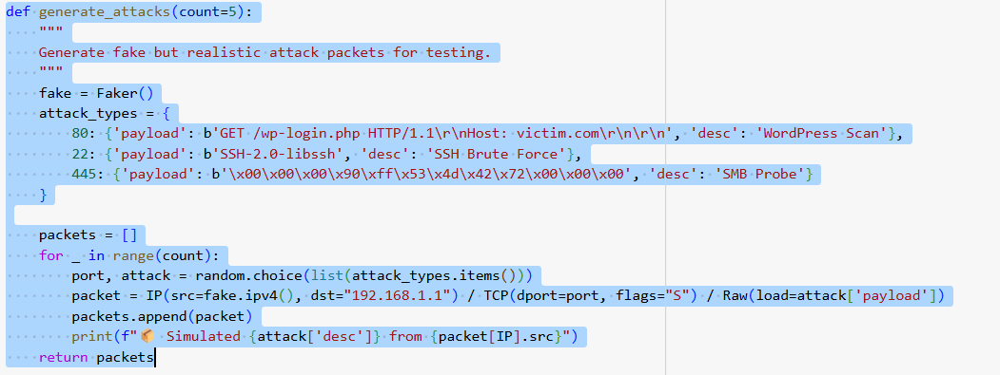 def generate_attacks(count=5):
    """
    Generate fake but realistic attack packets for testing.
    """
    fake = Faker()
    attack_types = {
        80: {'payload': b'GET /wp-login.php HTTP/1.1\r\nHost: victim.com\r\n\r\n', 'desc': 'WordPress Scan'},
        22: {'payload': b'SSH-2.0-libssh', 'desc': 'SSH Brute Force'},
        445: {'payload': b'\x00\x00\x00\x90\xff\x53\x4d\x42\x72\x00\x00\x00', 'desc': 'SMB Probe'}
    }

    packets = []
    for _ in range(count):
        port, attack = random.choice(list(attack_types.items()))
        packet = IP(src=fake.ipv4(), dst="192.168.1.1") / TCP(dport=port, flags="S") / Raw(load=attack['payload'])
        packets.append(packet)
        print(f"📦 Simulated {attack['desc']} from {packet[IP].src}")
    return packets